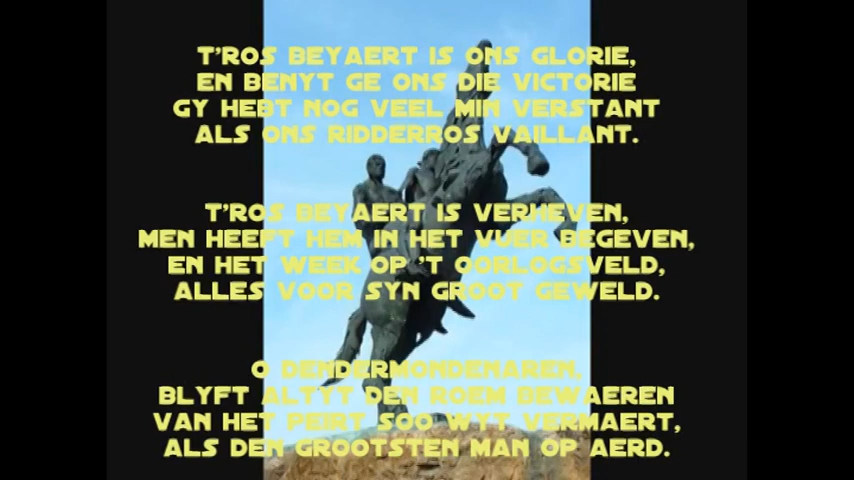 T'ROS BEYAERT IS ONS GLORIE,
EN BENYT GE ONS DIE VICTORIE
GY HEBT NOG VEEL MIN VERSTANT
ALS ONS RIDDERROS VAILLANT.
T'ROS BEYAERT IS VERHEVEN,
MEN HEEFT HEM IN HET VUER BEGEVEN,
EN HET WEEK OP 'T OORLOGSVELD,
ALLES VOOR SYN GROOT GEWELD.
O DENDERMONDENAREN,
BLYFT ALTYT DEN ROEM BEWAEREN
VAN HET PEIRT SOO WYT VERMAERT,
ALS DEN GROOTSTEN MAN OP AERD.